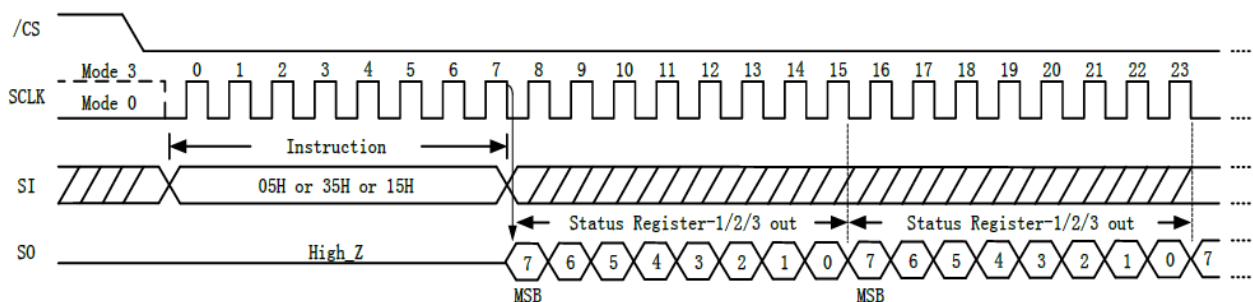 /CS
Mode 3 0 1 2 3 4 5 6 7 8 9 10 11 12 13 14 15 16 17 18 19 20 21 22 23
SCLK
Mode 0
Instruction
SI 05H or 35H or 15H
Status Register-1/2/3 out Status Register-1/2/3 out
SO High_Z 7 6 5 4 3 2 1 0 7 6 5 4 3 2 1 0 7
MSB MSB